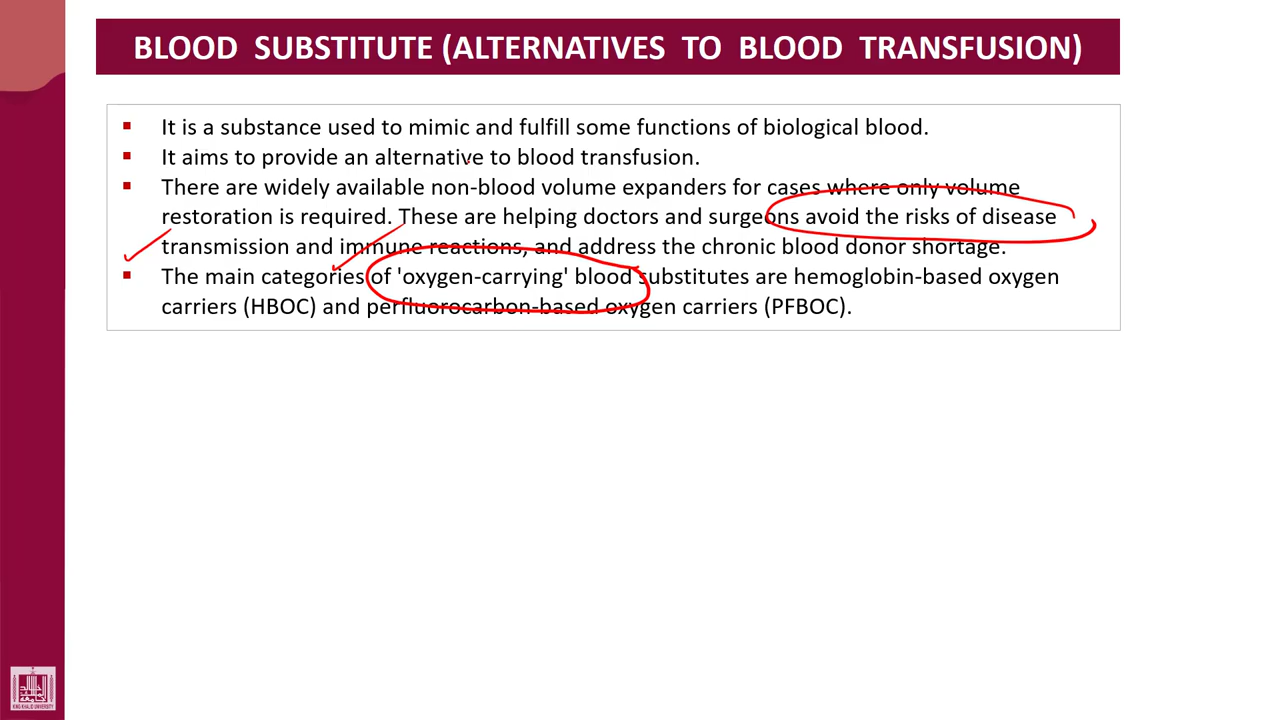 BLOOD SUBSTITUTE (ALTERNATIVES TO BLOOD TRANSFUSION)
▪ It is a substance used to mimic and fulfill some functions of biological blood.
▪ It aims to provide an alternative to blood transfusion.
▪ There are widely available non-blood volume expanders for cases where only volume
restoration is required. These are helping doctors and surgeons avoid the risks of disease
transmission and immune reactions, and address the chronic blood donor shortage.
▪ The main categories of 'oxygen-carrying' blood substitutes are hemoglobin-based oxygen
carriers (HBOC) and perfluorocarbon-based oxygen carriers (PFBOC).
KING KHALID UNIVERSITY